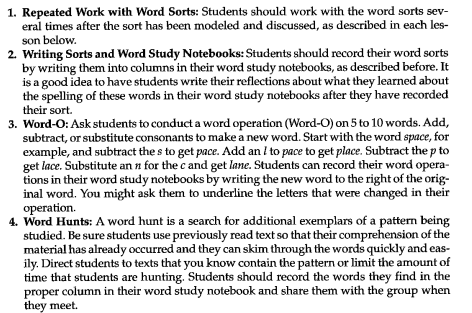 1. Repeated Work with Word Sorts: Students should work with the word sorts sev-
eral times after the sort has been modeled and discussed, as described in each les-
son below.
2. Writing Sorts and Word Study Notebooks: Students should record their word sorts
by writing them into columns in their word study notebooks, as described before. It
is a good idea to have students write their reflections about what they learned about
the spelling of these words in their word study notebooks after they have recorded
their sort.
3. Word-O: Ask students to conduct a word operation (Word-O) on 5 to 10 words. Add,
subtract, or substitute consonants to make a new word. Start with the word space, for
example, and subtract the s to get pace. Add an l to pace to get place. Subtract the p to
get lace. Substitute an n for the c and get lane. Students can record their word opera-
tions in their word study notebooks by writing the new word to the right of the orig-
inal word. You might ask them to underline the letters that were changed in their
operation.
4. Word Hunts: A word hunt is a search for additional exemplars of a pattern being
studied. Be sure students use previously read text so that their comprehension of the
material has already occurred and they can skim through the words quickly and eas-
ily. Direct students to texts that you know contain the pattern or limit the amount of
time that students are hunting. Students should record the words they find in the
proper column in their word study notebook and share them with the group when
they meet.